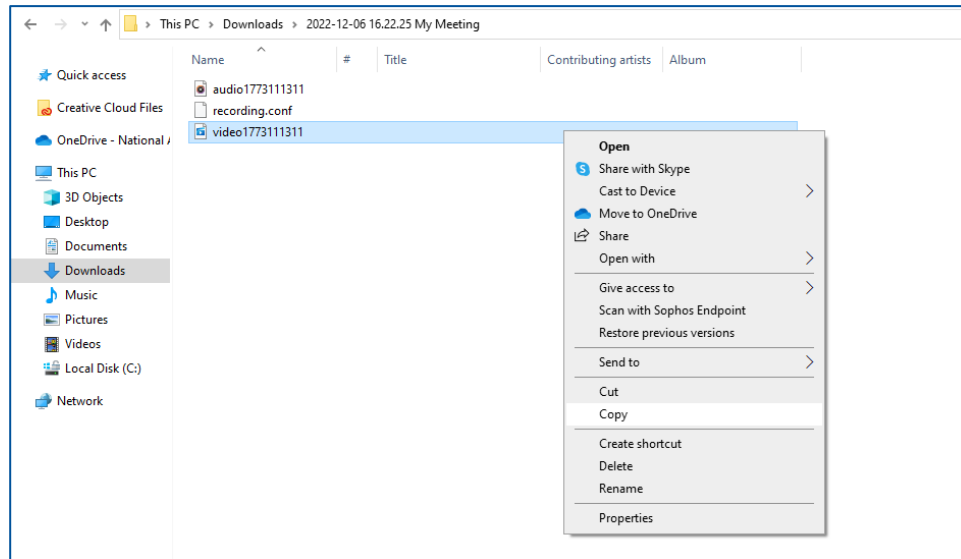 This PC > Downloads > 2022-12-06 16.22.25 My Meeting
Name # Title Contributing artists Album
Quick access
Creative Cloud Files
OneDrive - National
This PC
3D Objects
Desktop
Documents
Downloads
Music
Pictures
Videos
Local Disk (C:)
Network
audio1773111311
recording.conf
video1773111311
Open
Share with Skype
Cast to Device
Move to OneDrive
Share
Open with
Give access to
Scan with Sophos Endpoint
Restore previous versions
Send to
Cut
Copy
Create shortcut
Delete
Rename
Properties